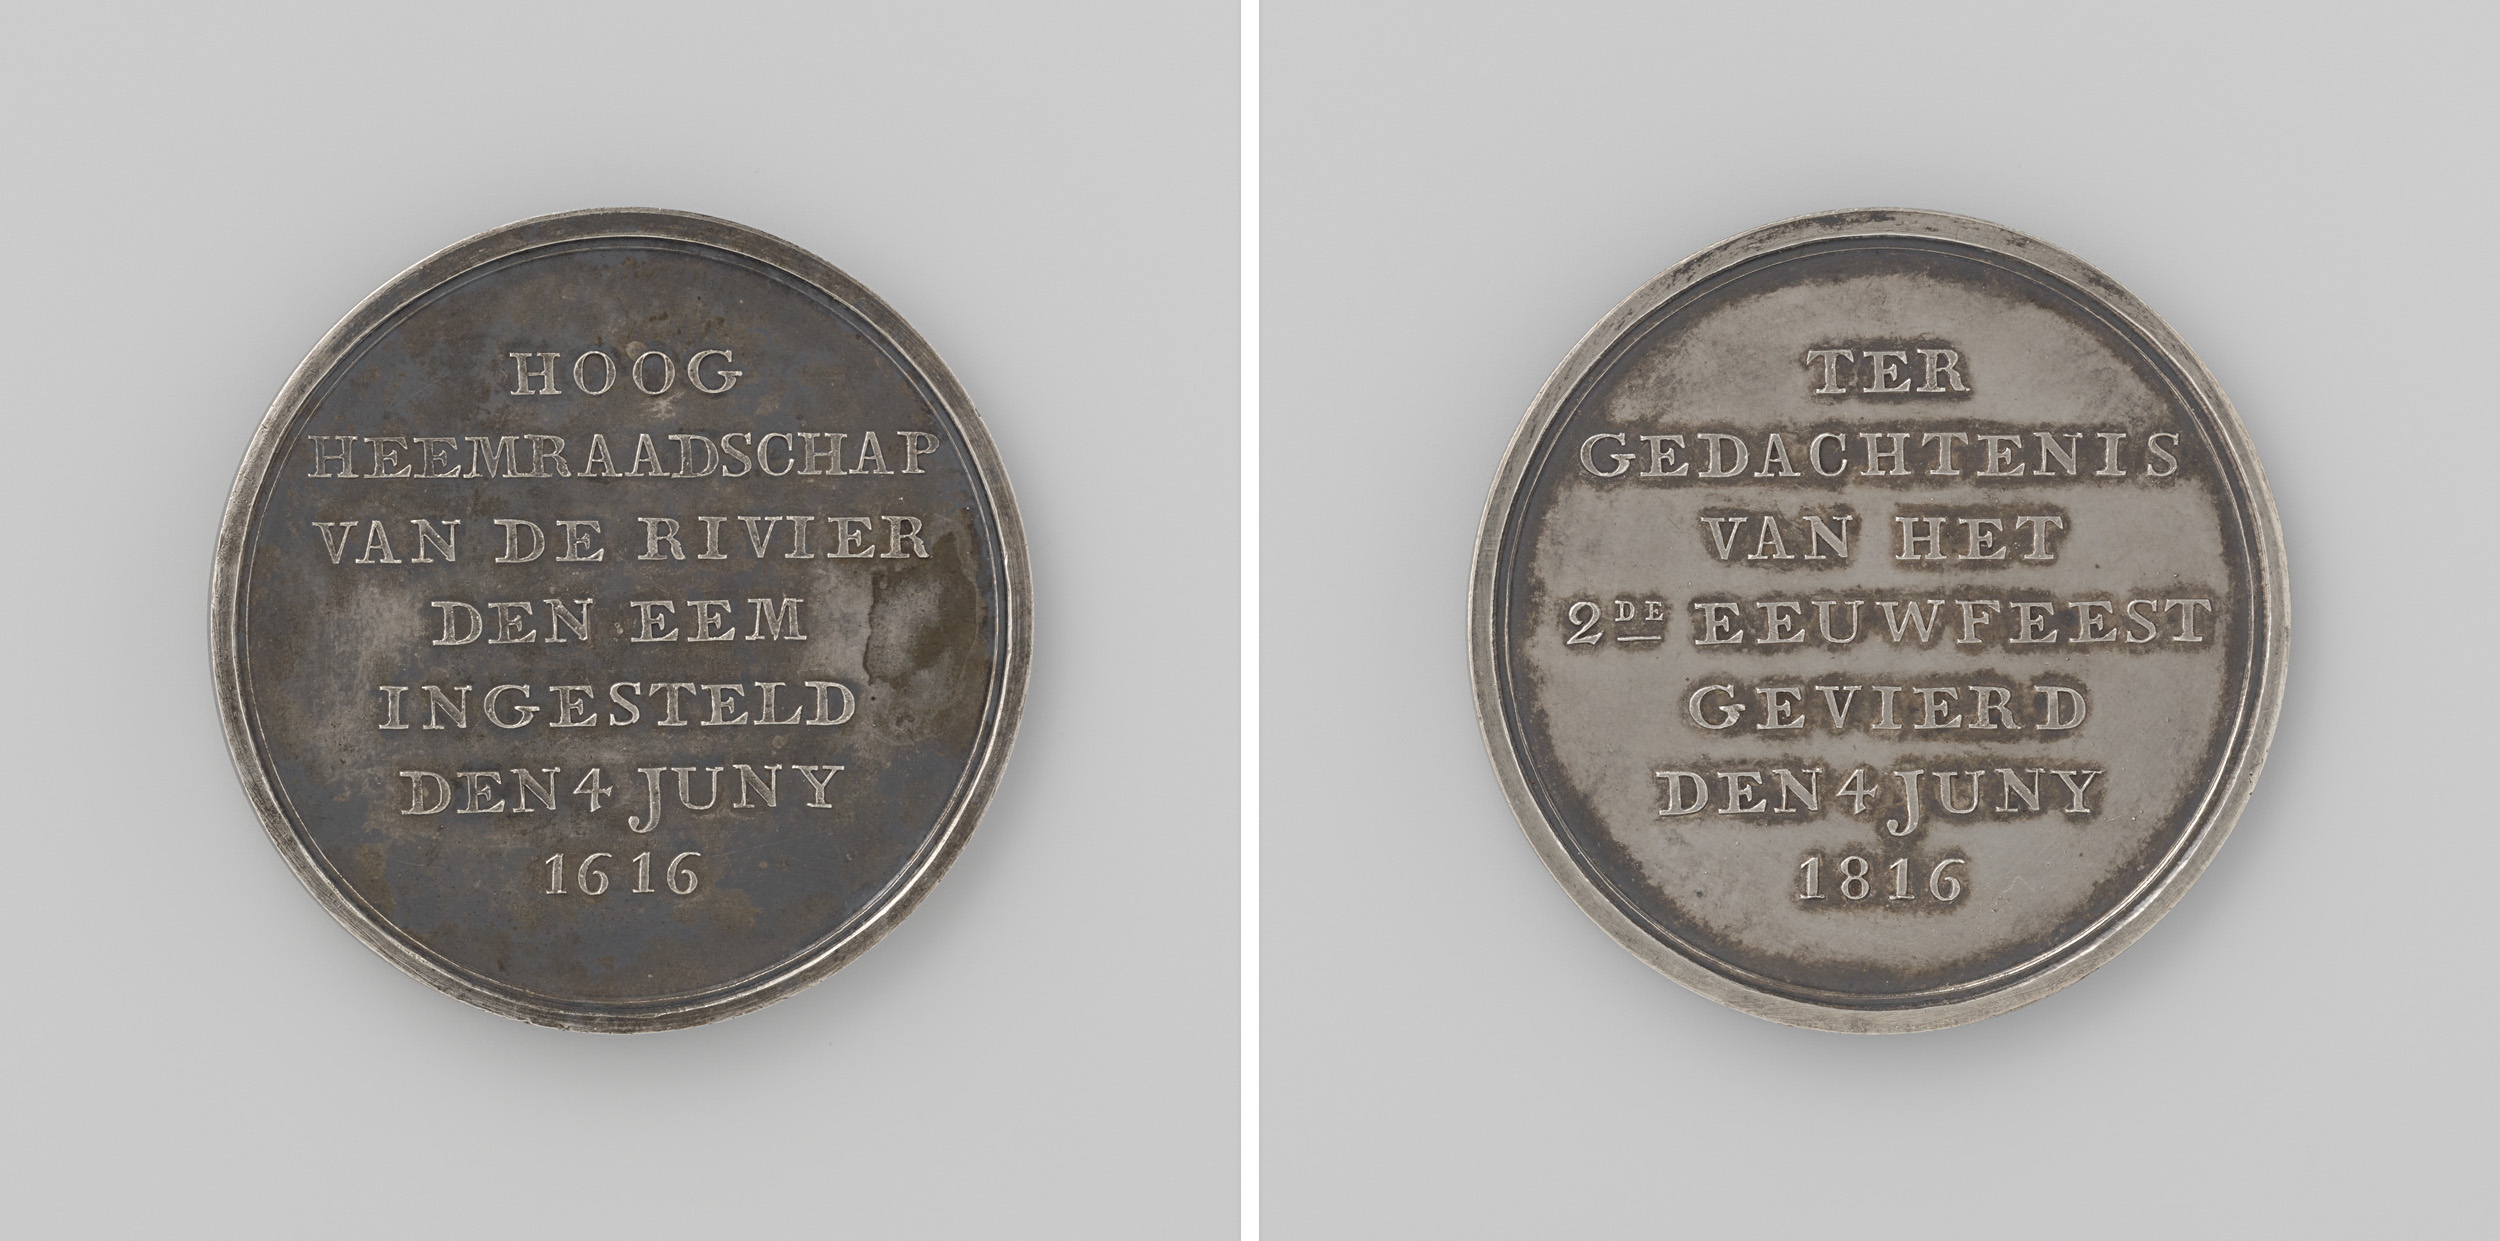 HOOG
HEEMRAADSCHAP
VAN DE RIVIER
DEN EEM
INGESTELD
DEN 4 JUNY
1616
TER
GEDACHTENIS
VAN HET
2DE EEUWFEEST
GEVIERD
DEN 4 JUNY
1816